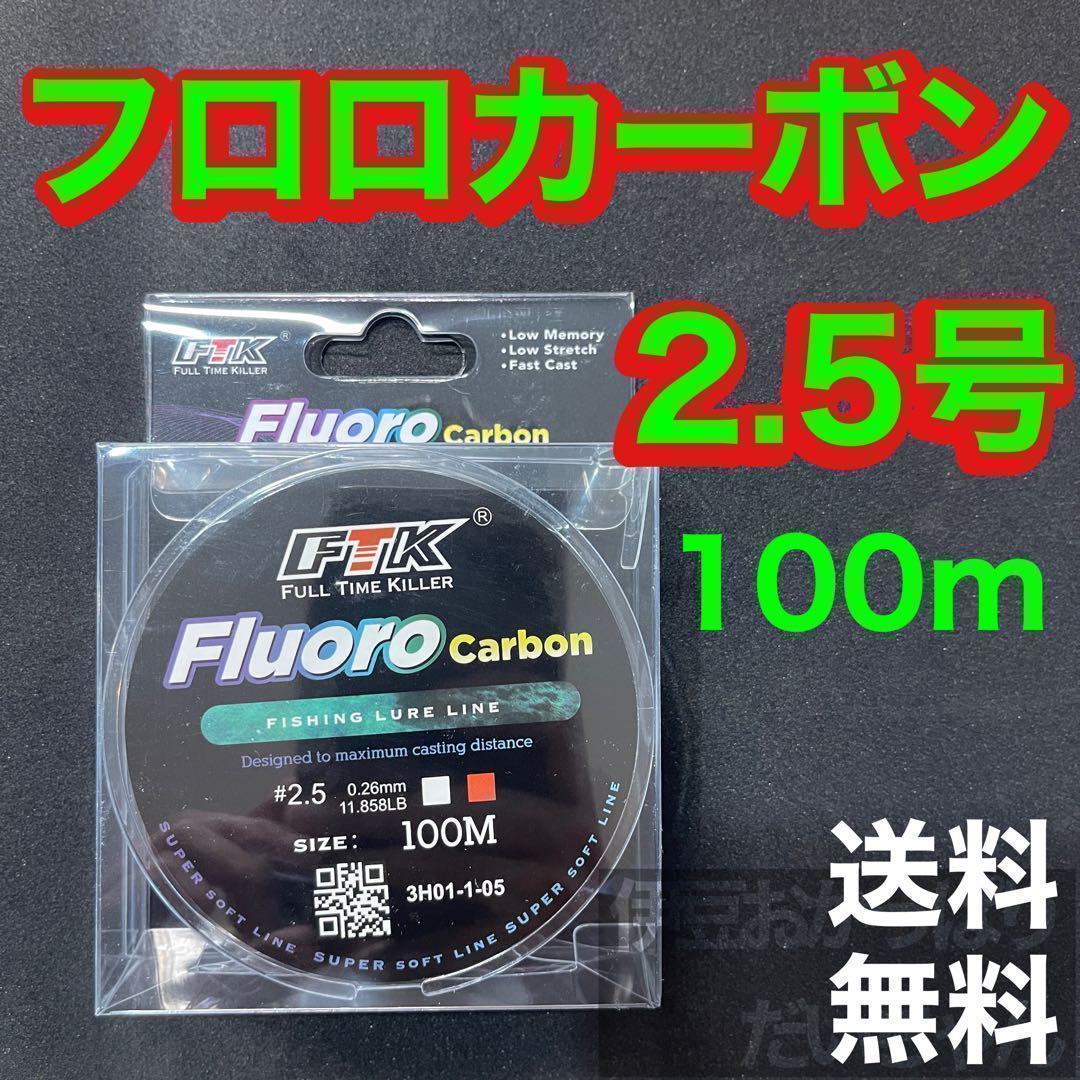 フロロカーボン
2.5号
100m
FTK®
FULL TIME KILLER
•Low Memory
•Low Stretch
•Fast Cast
Fluoro Carbon
FTK®
FULL TIME KILLER
Fluoro Carbon
FISHING LURE LINE
Designed to maximum casting distance
#2.5 0.26mm
11.858LB
SIZE: 100M
3H01-1-05
SUPER SOFT LINE SUPER SOFT LINE SUPER SOFT LINE
送料
無料